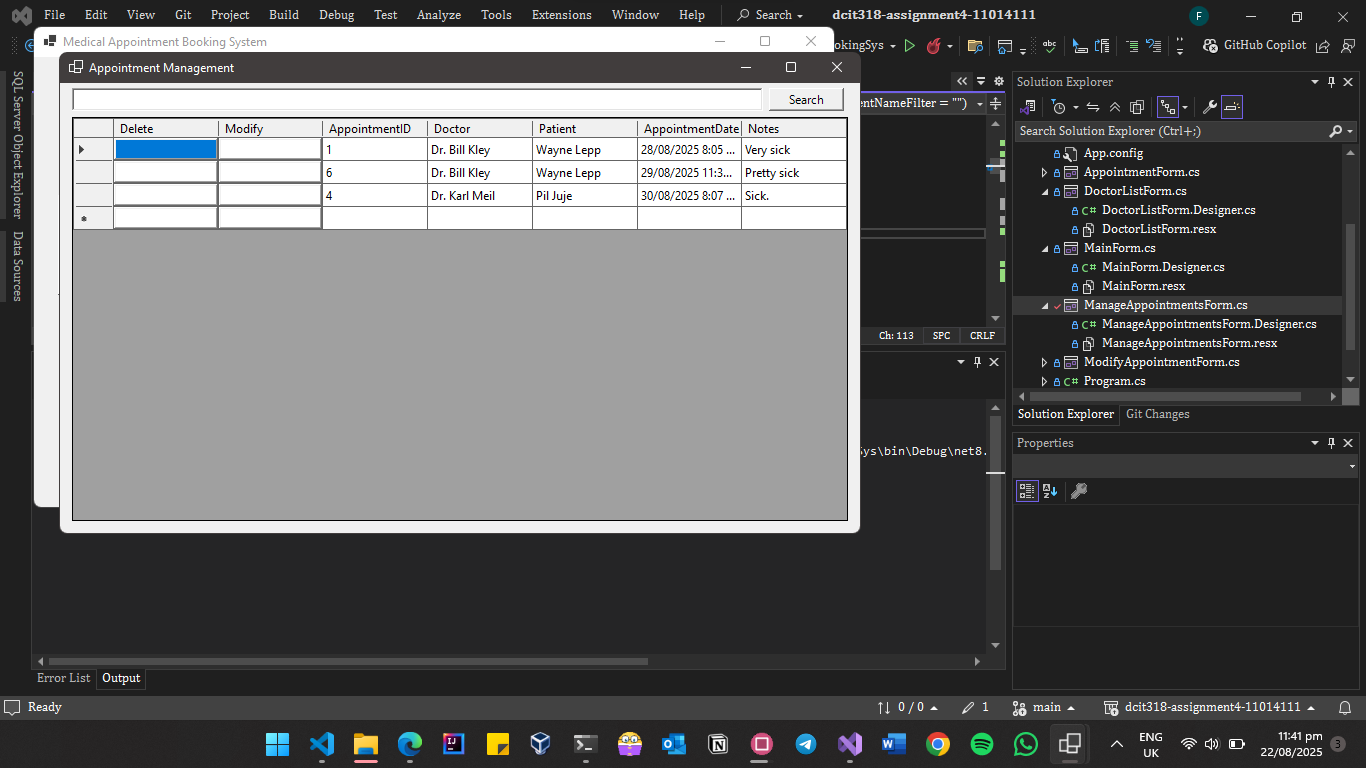 File Edit View Git Project Build Debug Test Analyze Tools Extensions Window Help Search dcit318-assignment4-11014111 F
Medical Appointment Booking System
okingSys GitHub Copilot
Appointment Management
Search
entNameFilter = "")
Delete Modify AppointmentID Doctor Patient AppointmentDate Notes
1 Dr. Bill Kley Wayne Lepp 28/08/2025 8:05 ... Very sick
6 Dr. Bill Kley Wayne Lepp 29/08/2025 11:3... Pretty sick
4 Dr. Karl Meil Pil Juje 30/08/2025 8:07 ... Sick.
SQL Server Object Explorer
Data Sources
Ch: 113 SPC CRLF
Sys\bin\Debug\net8.
Error List Output
Solution Explorer
Search Solution Explorer (Ctrl+;)
App.config
AppointmentForm.cs
DoctorListForm.cs
C# DoctorListForm.Designer.cs
DoctorListForm.resx
MainForm.cs
C# MainForm.Designer.cs
MainForm.resx
ManageAppointmentsForm.cs
C# ManageAppointmentsForm.Designer.cs
ManageAppointmentsForm.resx
ModifyAppointmentForm.cs
C# Program.cs
Solution Explorer Git Changes
Properties
Ready 0 / 0 1 main dcit318-assignment4-11014111
ENG
UK
11:41 pm
22/08/2025
3